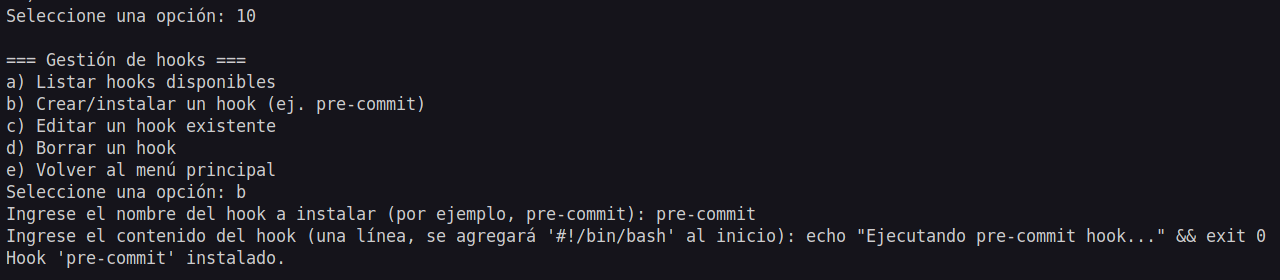 Seleccione una opción: 10
=== Gestión de hooks ===
a) Listar hooks disponibles
b) Crear/instalar un hook (ej. pre-commit)
c) Editar un hook existente
d) Borrar un hook
e) Volver al menú principal
Seleccione una opción: b
Ingrese el nombre del hook a instalar (por ejemplo, pre-commit): pre-commit
Ingrese el contenido del hook (una línea, se agregará '#!/bin/bash' al inicio): echo "Ejecutando pre-commit hook..." && exit 0
Hook 'pre-commit' instalado.